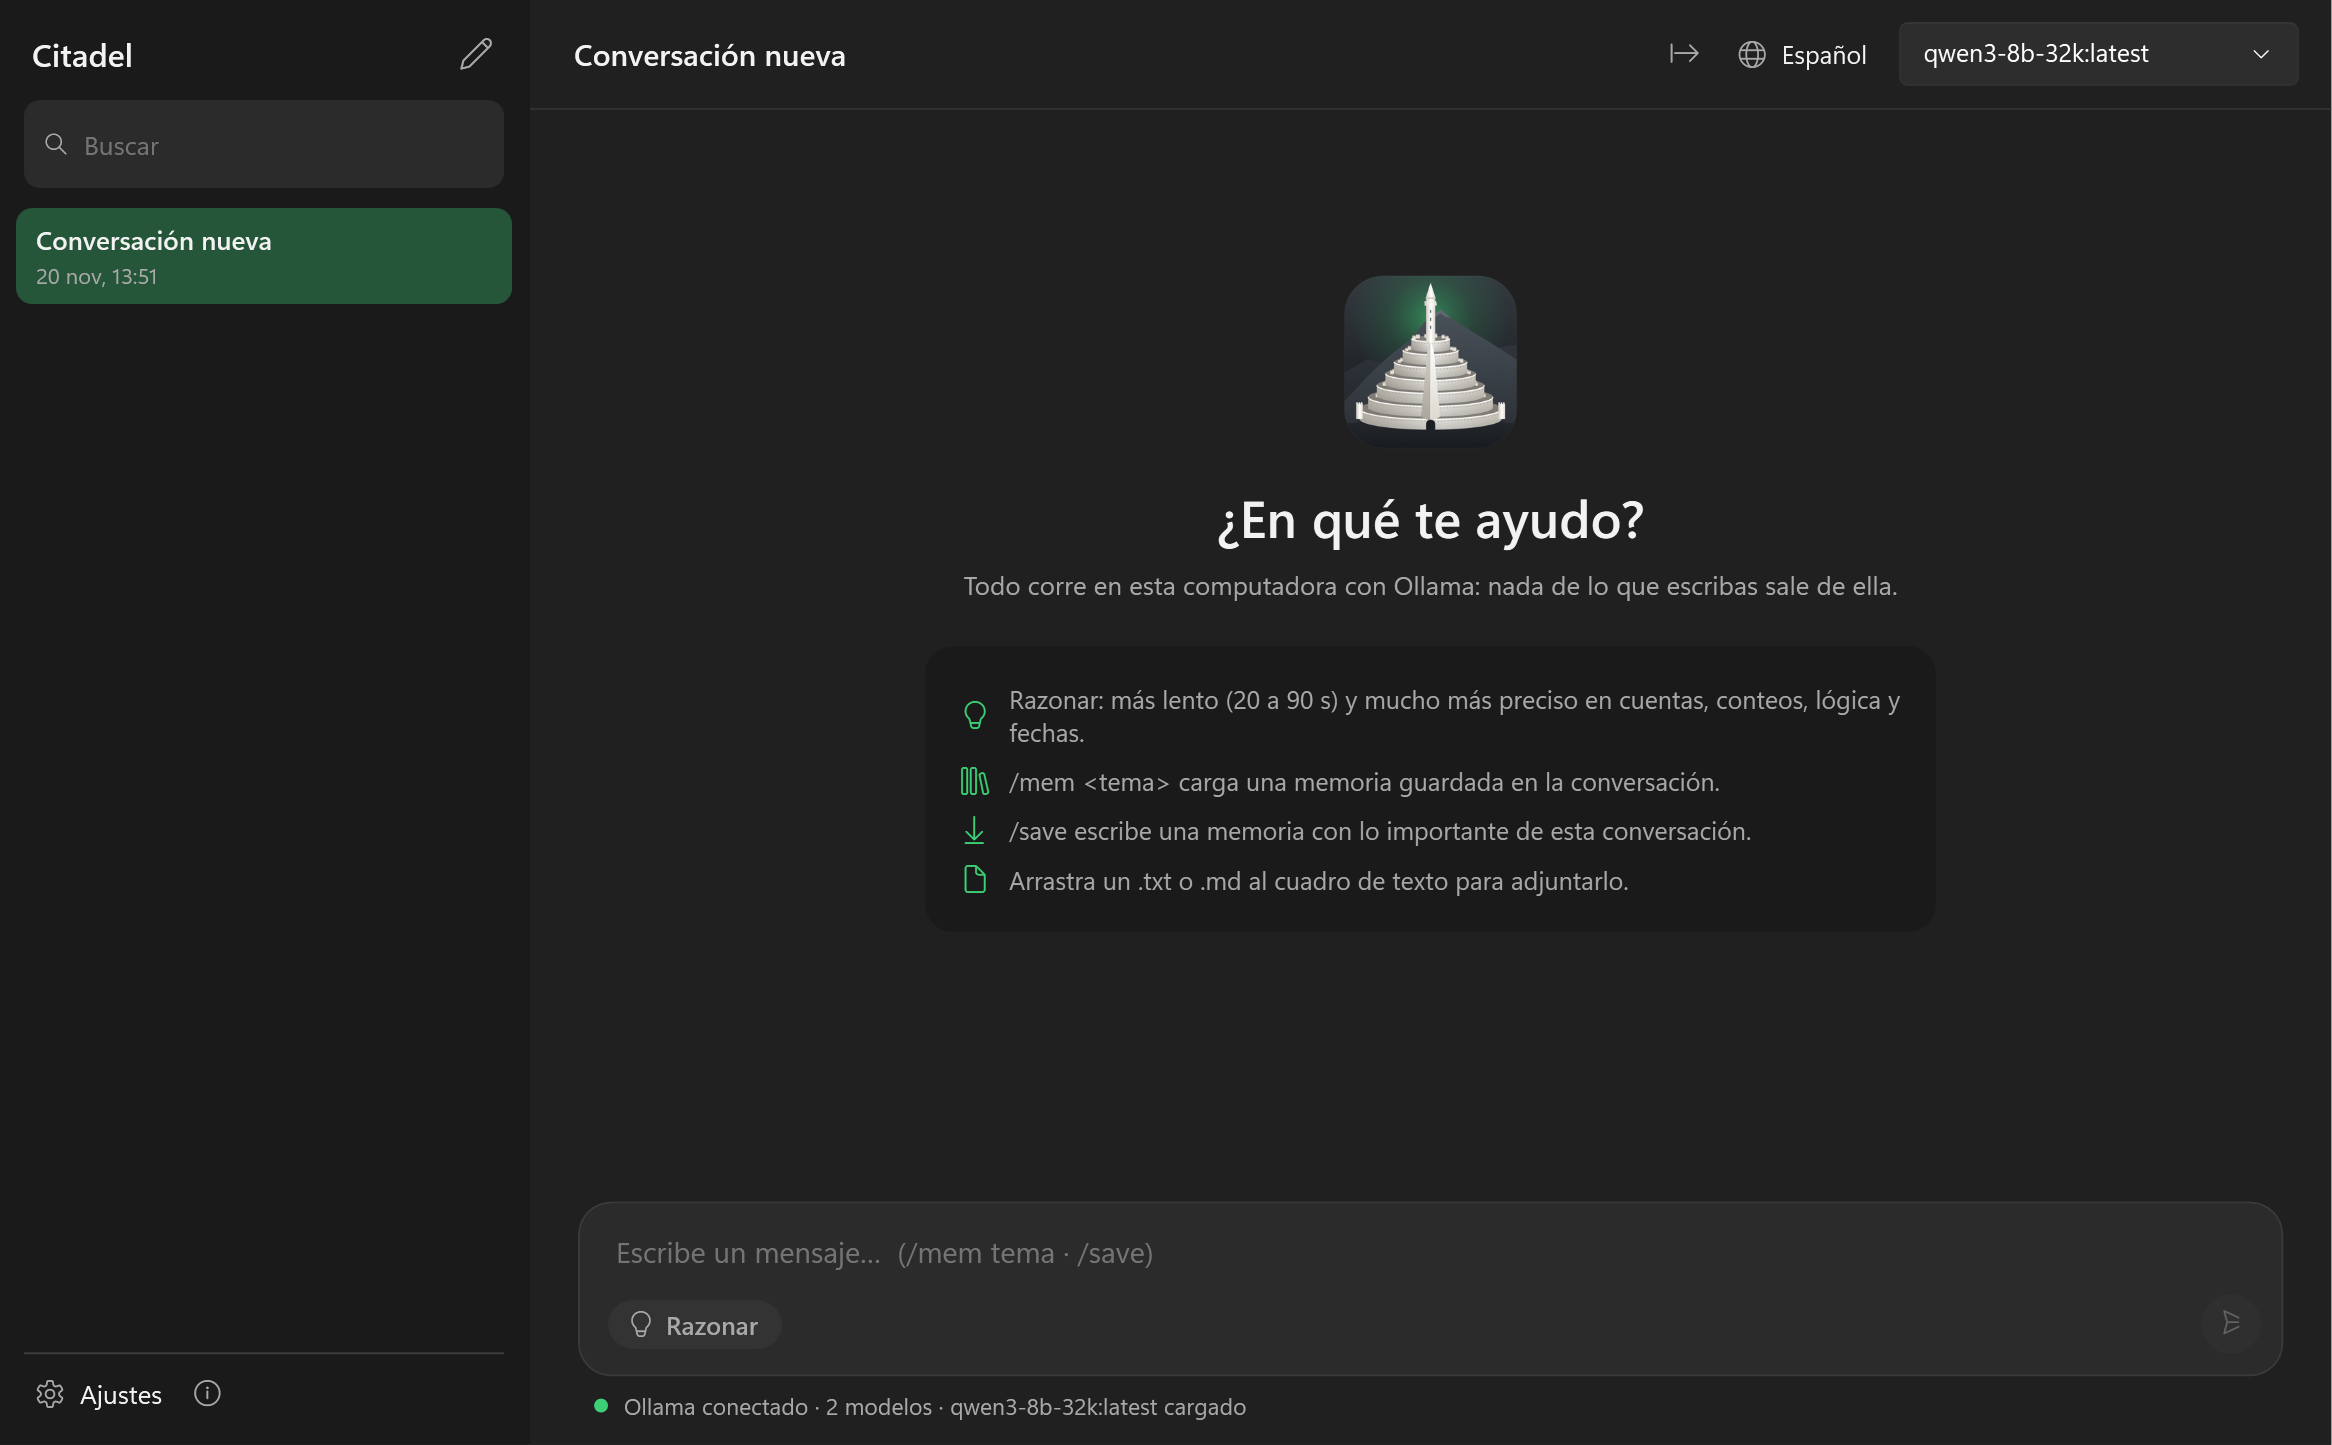 Citadel
Buscar
Conversación nueva
20 nov, 13:51
Ajustes
Conversación nueva
Español
qwen3-8b-32k:latest
¿En qué te ayudo?
Todo corre en esta computadora con Ollama: nada de lo que escribas sale de ella.
Razonar: más lento (20 a 90 s) y mucho más preciso en cuentas, conteos, lógica y
fechas.
/mem <tema> carga una memoria guardada en la conversación.
/save escribe una memoria con lo importante de esta conversación.
Arrastra un .txt o .md al cuadro de texto para adjuntarlo.
Escribe un mensaje... (/mem tema · /save)
Razonar
Ollama conectado · 2 modelos · qwen3-8b-32k:latest cargado